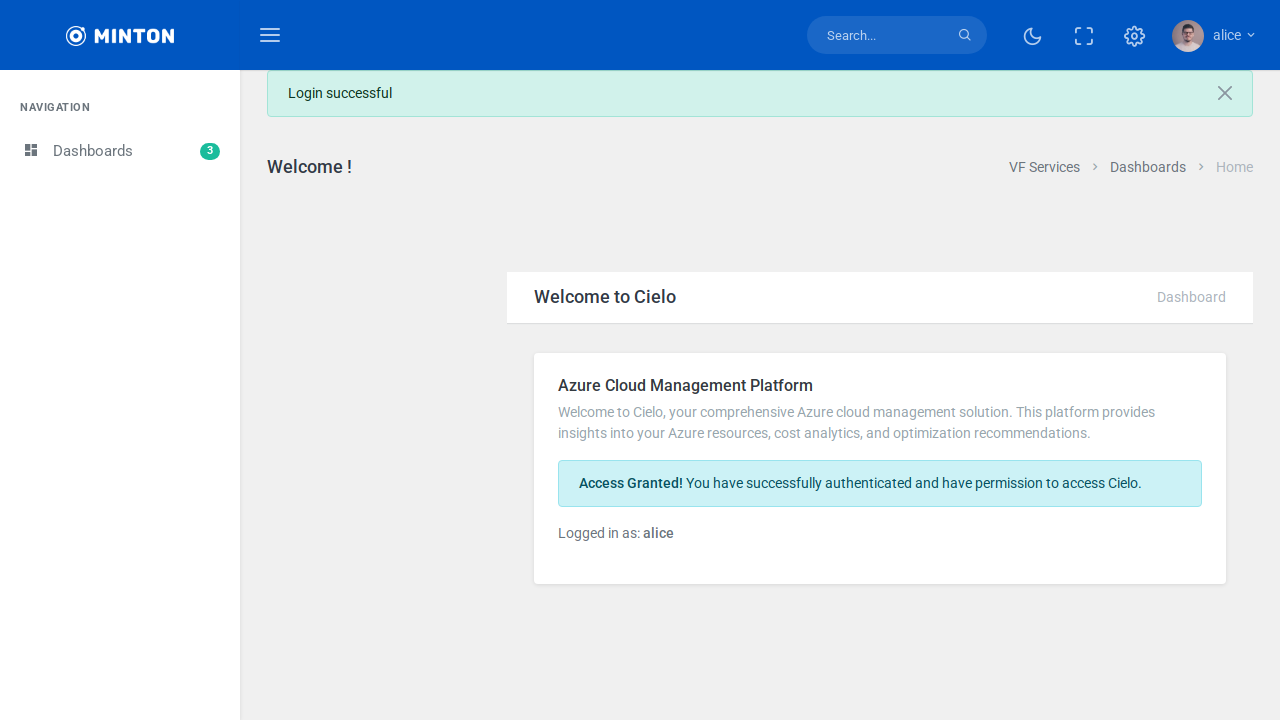 MINTON
Search...
alice
NAVIGATION
Dashboards
3
Login successful
Welcome !
VF Services
Dashboards
Home
Welcome to Cielo
Dashboard
Azure Cloud Management Platform
Welcome to Cielo, your comprehensive Azure cloud management solution. This platform provides
insights into your Azure resources, cost analytics, and optimization recommendations.
Access Granted! You have successfully authenticated and have permission to access Cielo.
Logged in as: alice